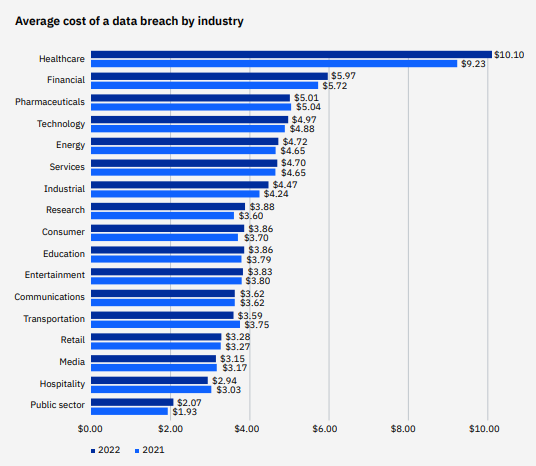 Average cost of a data breach by industry
Healthcare
$10.10
$9.23
Financial
$5.97
$5.72
Pharmaceuticals
$5.01
$5.04
Technology
$4.97
$4.88
Energy
$4.72
$4.65
Services
$4.70
$4.65
Industrial
$4.47
$4.24
Research
$3.88
$3.60
Consumer
$3.86
$3.70
Education
$3.86
$3.79
Entertainment
$3.83
$3.80
Communications
$3.62
$3.62
Transportation
$3.59
$3.75
Retail
$3.28
$3.27
Media
$3.15
$3.17
Hospitality
$2.94
$3.03
Public sector
$2.07
$1.93
$0.00 $2.00 $4.00 $6.00 $8.00 $10.00
2022 2021